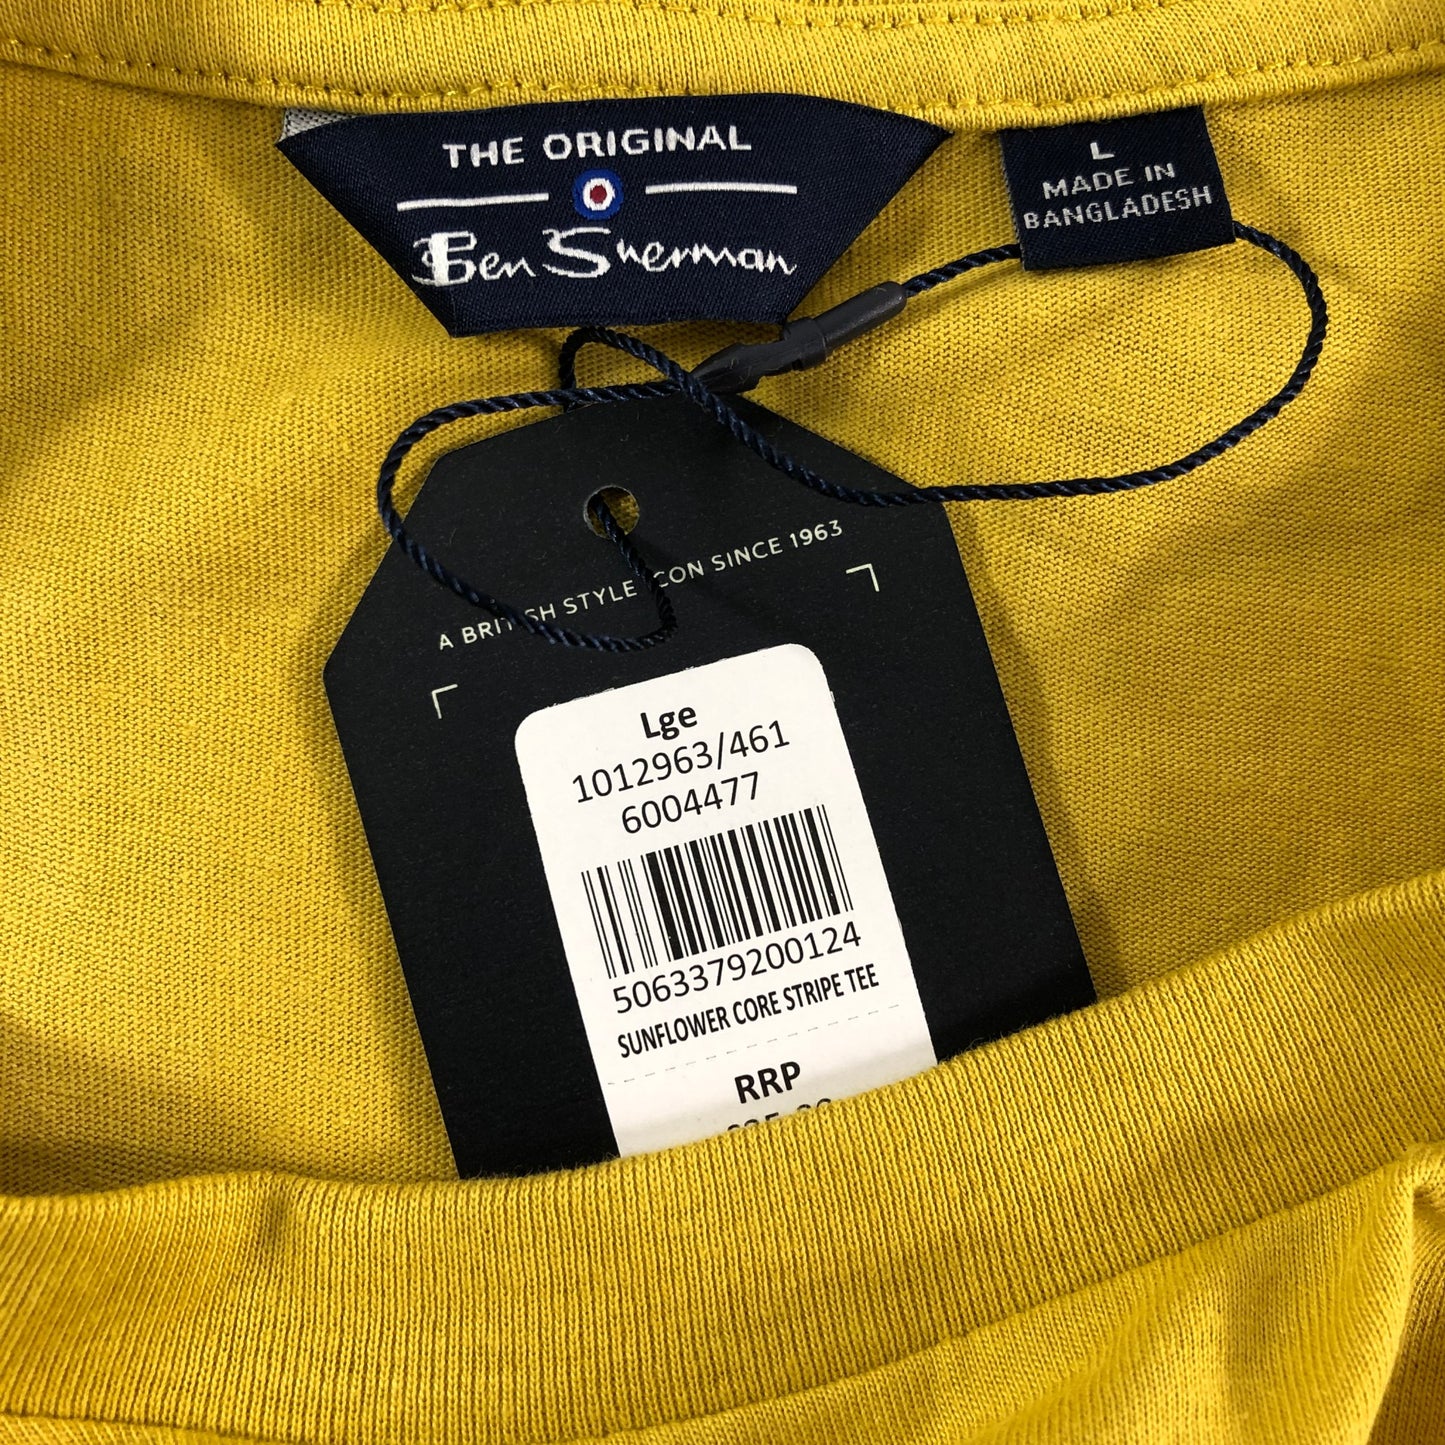 THE ORIGINAL
Ben Sherman
L
MADE IN
BANGLADESH
A BRITISH STYLE ICON SINCE 1963
Lge
1012963/461
6004477
5063379200124
SUNFLOWER CORE STRIPE TEE
RRP